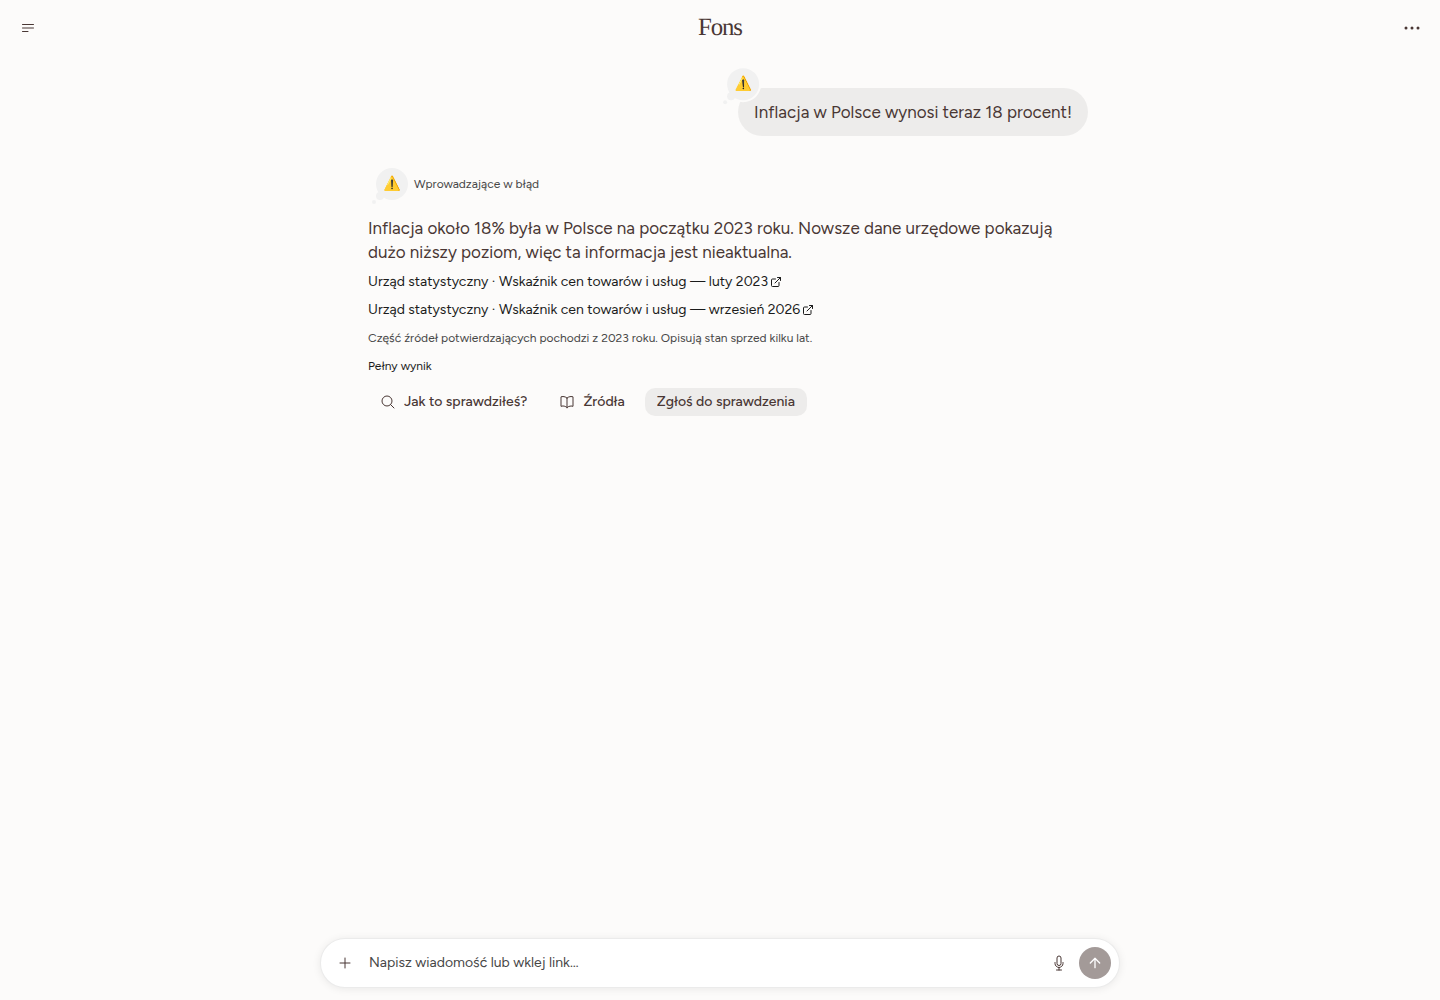 Fons
Inflacja w Polsce wynosi teraz 18 procent!
Wprowadzające w błąd
Inflacja około 18% była w Polsce na początku 2023 roku. Nowsze dane urzędowe pokazują
dużo niższy poziom, więc ta informacja jest nieaktualna.
Urząd statystyczny · Wskaźnik cen towarów i usług — luty 2023
Urząd statystyczny · Wskaźnik cen towarów i usług — wrzesień 2026
Część źródeł potwierdzających pochodzi z 2023 roku. Opisują stan sprzed kilku lat.
Pełny wynik
Jak to sprawdziłeś? Źródła Zgłoś do sprawdzenia
Napisz wiadomość lub wklej link...